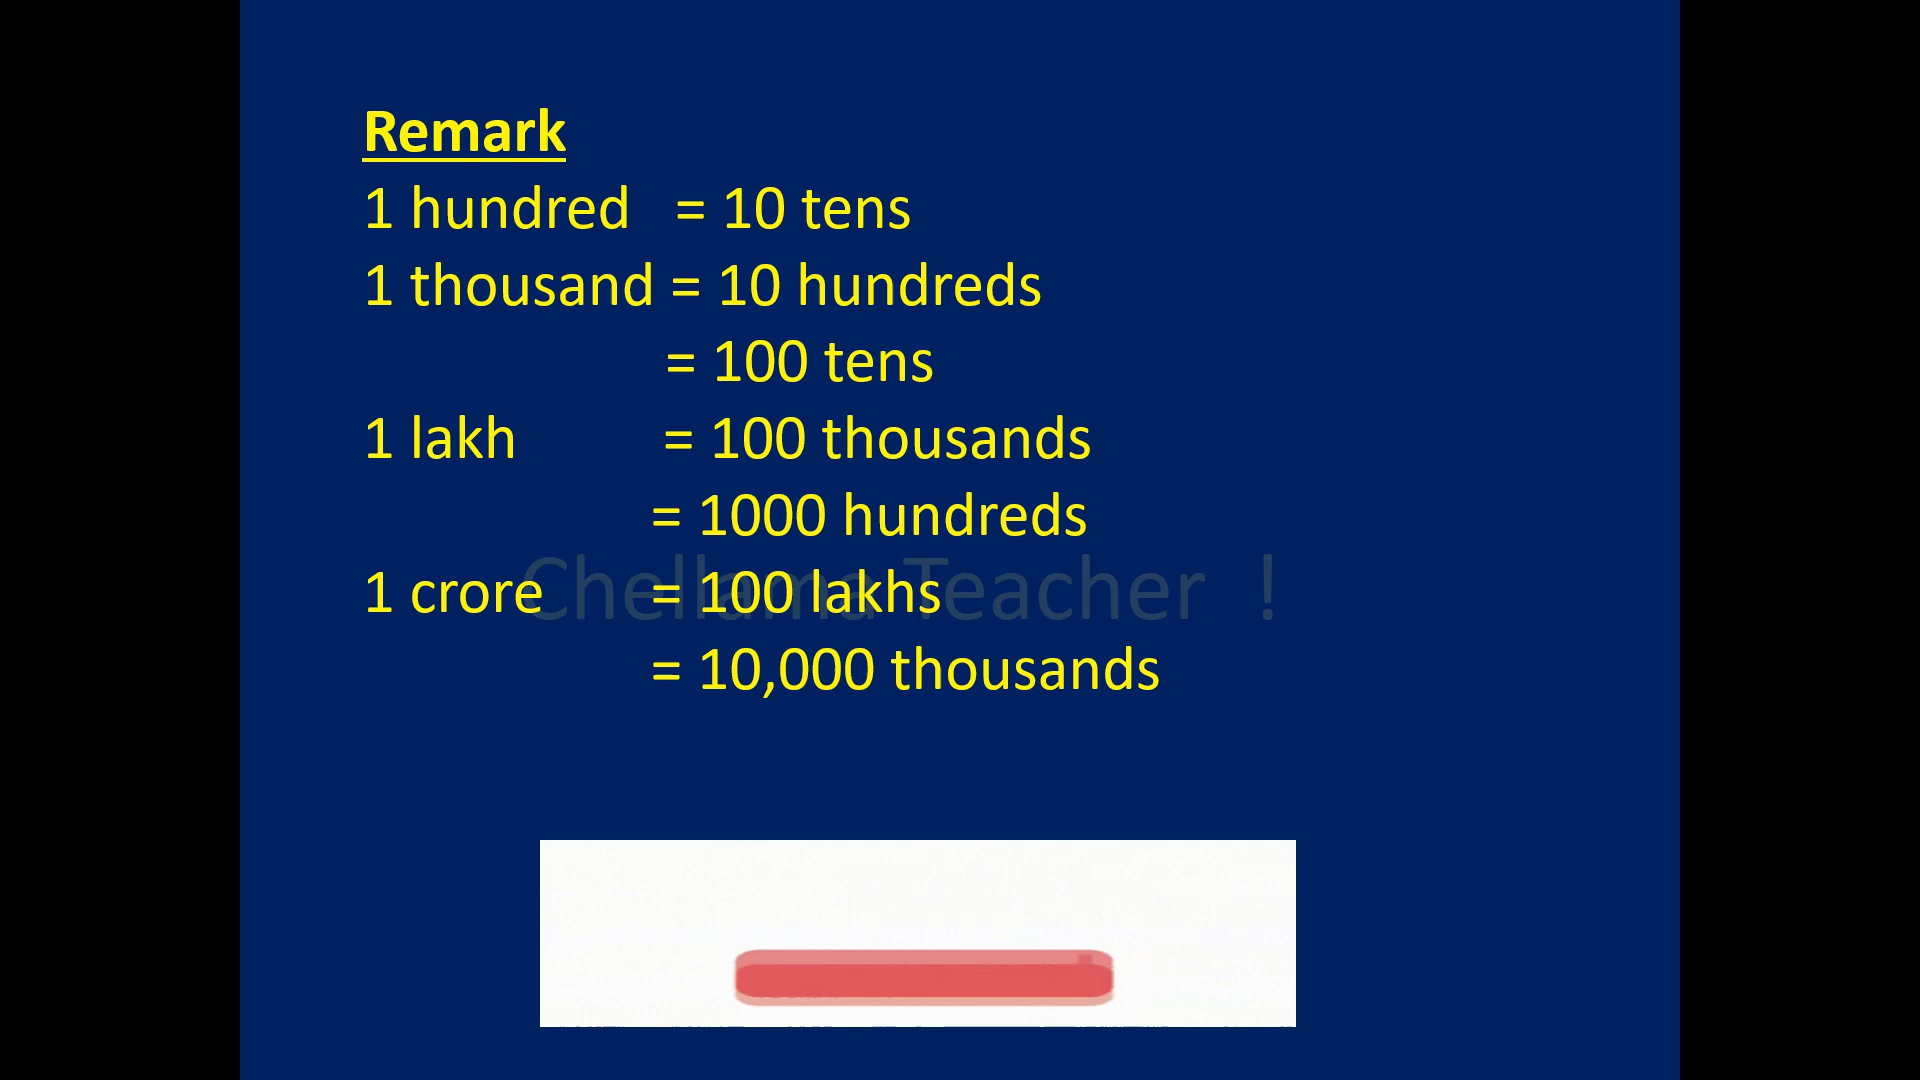 Remark
1 hundred = 10 tens
1 thousand = 10 hundreds
= 100 tens
1 lakh = 100 thousands
= 1000 hundreds
1 crore = 100 lakhs
Chellama Teacher !
= 10,000 thousands